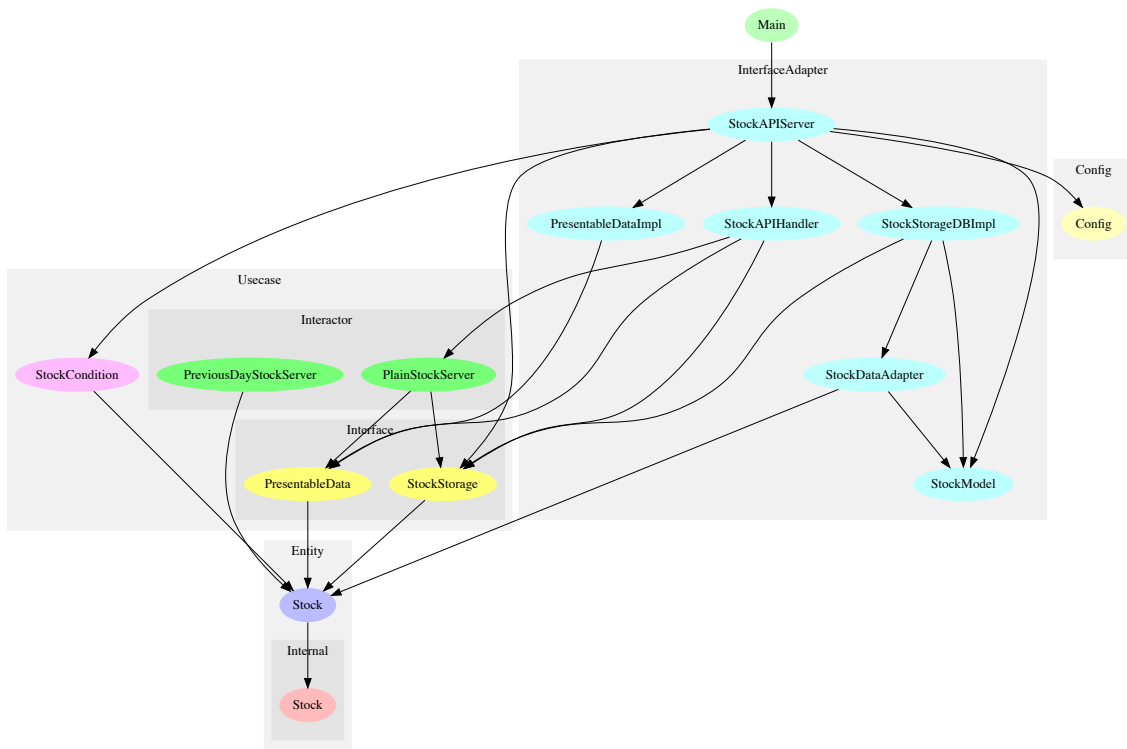 Main
InterfaceAdapter
StockAPIServer
Config
PresentableDataImpl
StockAPIHandler
StockStorageDBImpl
Config
Usecase
Interactor
StockCondition
PreviousDayStockServer
PlainStockServer
StockDataAdapter
Interface
PresentableData
StockStorage
StockModel
Entity
Stock
Internal
Stock